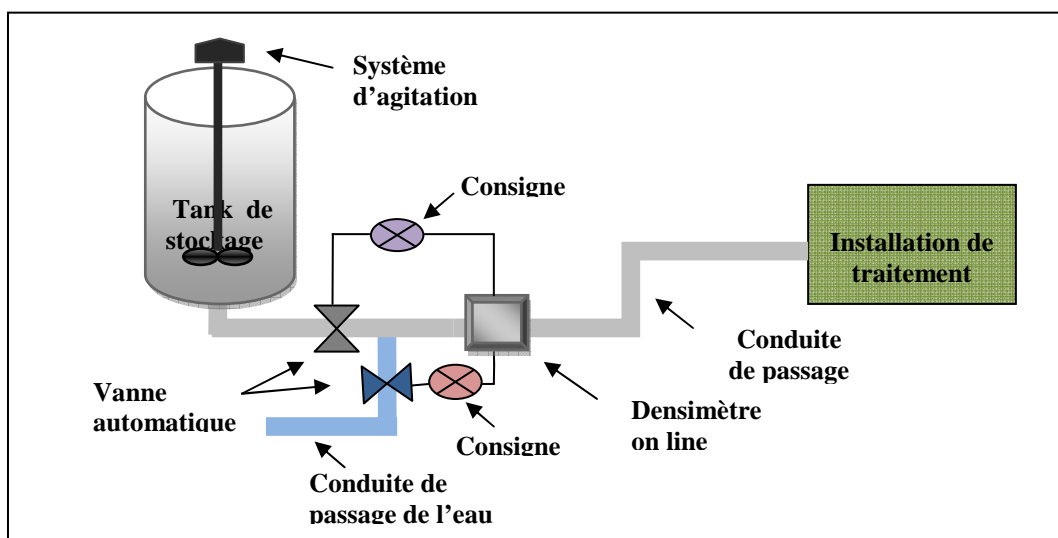 Système
d'agitation
Consigne
Tank de
stockage
Installation de
traitement
Conduite
de passage
Vanne
automatique
Densimètre
on line
Consigne
Conduite de
passage de l'eau